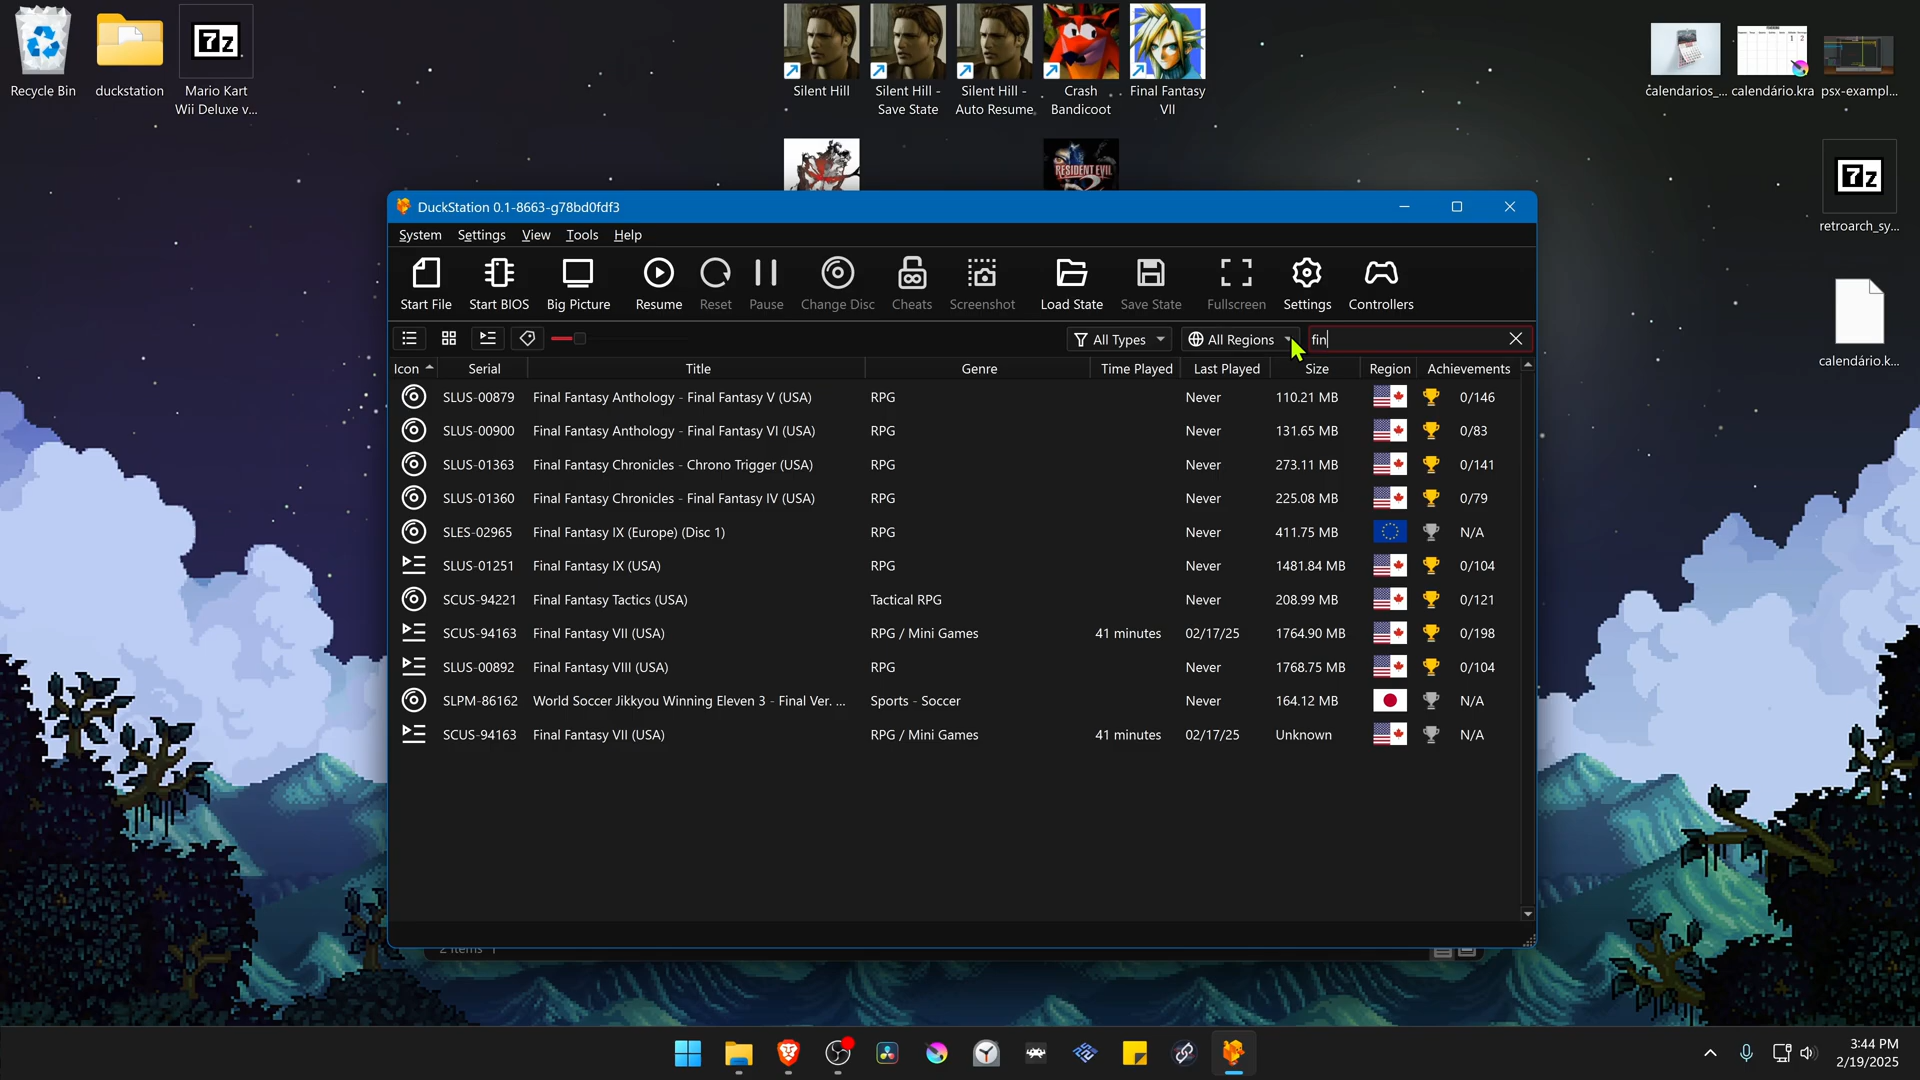 Recycle Bin
duckstation
7z
Mario Kart
Wii Deluxe v...
Silent Hill
Silent Hill -
Save State
Silent Hill -
Auto Resume
Crash
Bandicoot
Final Fantasy
VII
calendarios_...
calendário.kra
psx-exampl...
RESIDENT EVIL
7z
retroarch_sy...
calendário.k...
DuckStation 0.1-8663-g78bd0fdf3
System Settings View Tools Help
Start File Start BIOS Big Picture Resume Reset Pause Change Disc Cheats Screenshot Load State Save State Fullscreen Settings Controllers
All Types All Regions fin
Icon Serial Title Genre Time Played Last Played Size Region Achievements
SLUS-00879 Final Fantasy Anthology - Final Fantasy V (USA) RPG Never 110.21 MB 0/146
SLUS-00900 Final Fantasy Anthology - Final Fantasy VI (USA) RPG Never 131.65 MB 0/83
SLUS-01363 Final Fantasy Chronicles - Chrono Trigger (USA) RPG Never 273.11 MB 0/141
SLUS-01360 Final Fantasy Chronicles - Final Fantasy IV (USA) RPG Never 225.08 MB 0/79
SLES-02965 Final Fantasy IX (Europe) (Disc 1) RPG Never 411.75 MB N/A
SLUS-01251 Final Fantasy IX (USA) RPG Never 1481.84 MB 0/104
SCUS-94221 Final Fantasy Tactics (USA) Tactical RPG Never 208.99 MB 0/121
SCUS-94163 Final Fantasy VII (USA) RPG / Mini Games 41 minutes 02/17/25 1764.90 MB 0/198
SLUS-00892 Final Fantasy VIII (USA) RPG Never 1768.75 MB 0/104
SLPM-86162 World Soccer Jikkyou Winning Eleven 3 - Final Ver. ... Sports - Soccer Never 164.12 MB N/A
SCUS-94163 Final Fantasy VII (USA) RPG / Mini Games 41 minutes 02/17/25 Unknown N/A
2 items
3:44 PM
2/19/2025